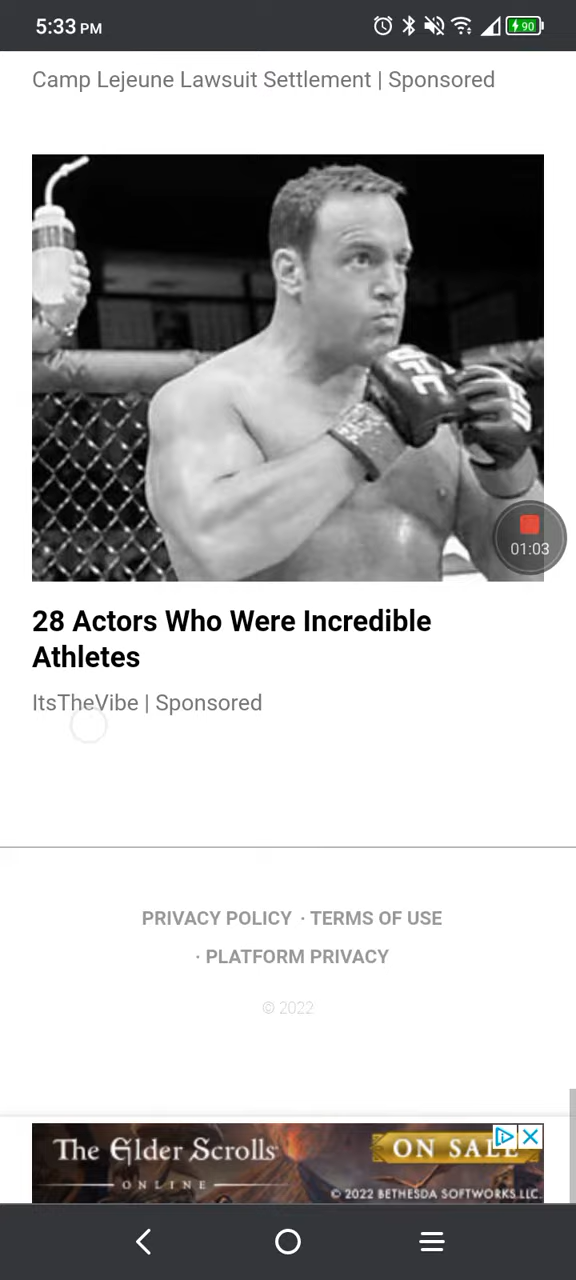 5:33 PM
90
Camp Lejeune Lawsuit Settlement | Sponsored
UFC
01:03
28 Actors Who Were Incredible
Athletes
ItsTheVibe | Sponsored
PRIVACY POLICY · TERMS OF USE
· PLATFORM PRIVACY
© 2022
The Elder Scrolls
ONLINE
ON SALE
© 2022 BETHESDA SOFTWORKS LLC.